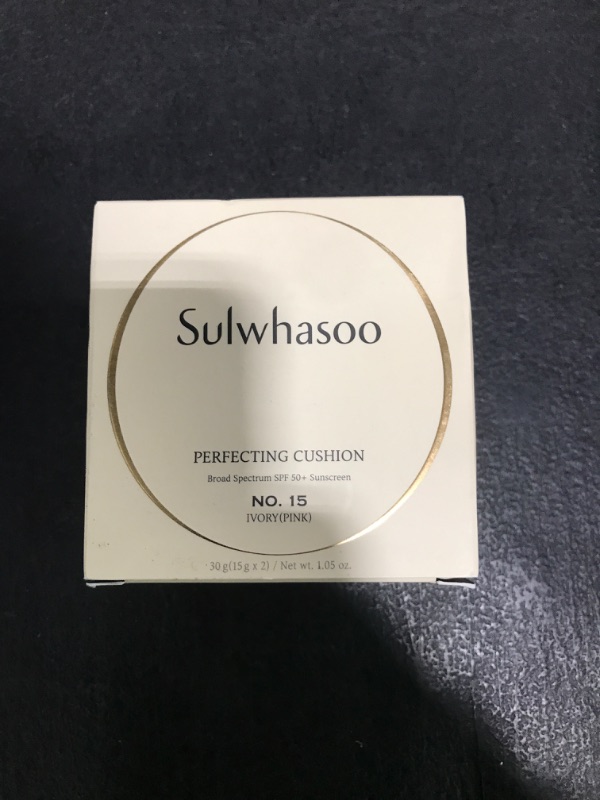 Sulwhasoo
PERFECTING CUSHION
Broad Spectrum SPF 50+ Sunscreen
NO. 15
IVORY(PINK)
30 g(15 g x 2) / Net wt. 1.05 oz.